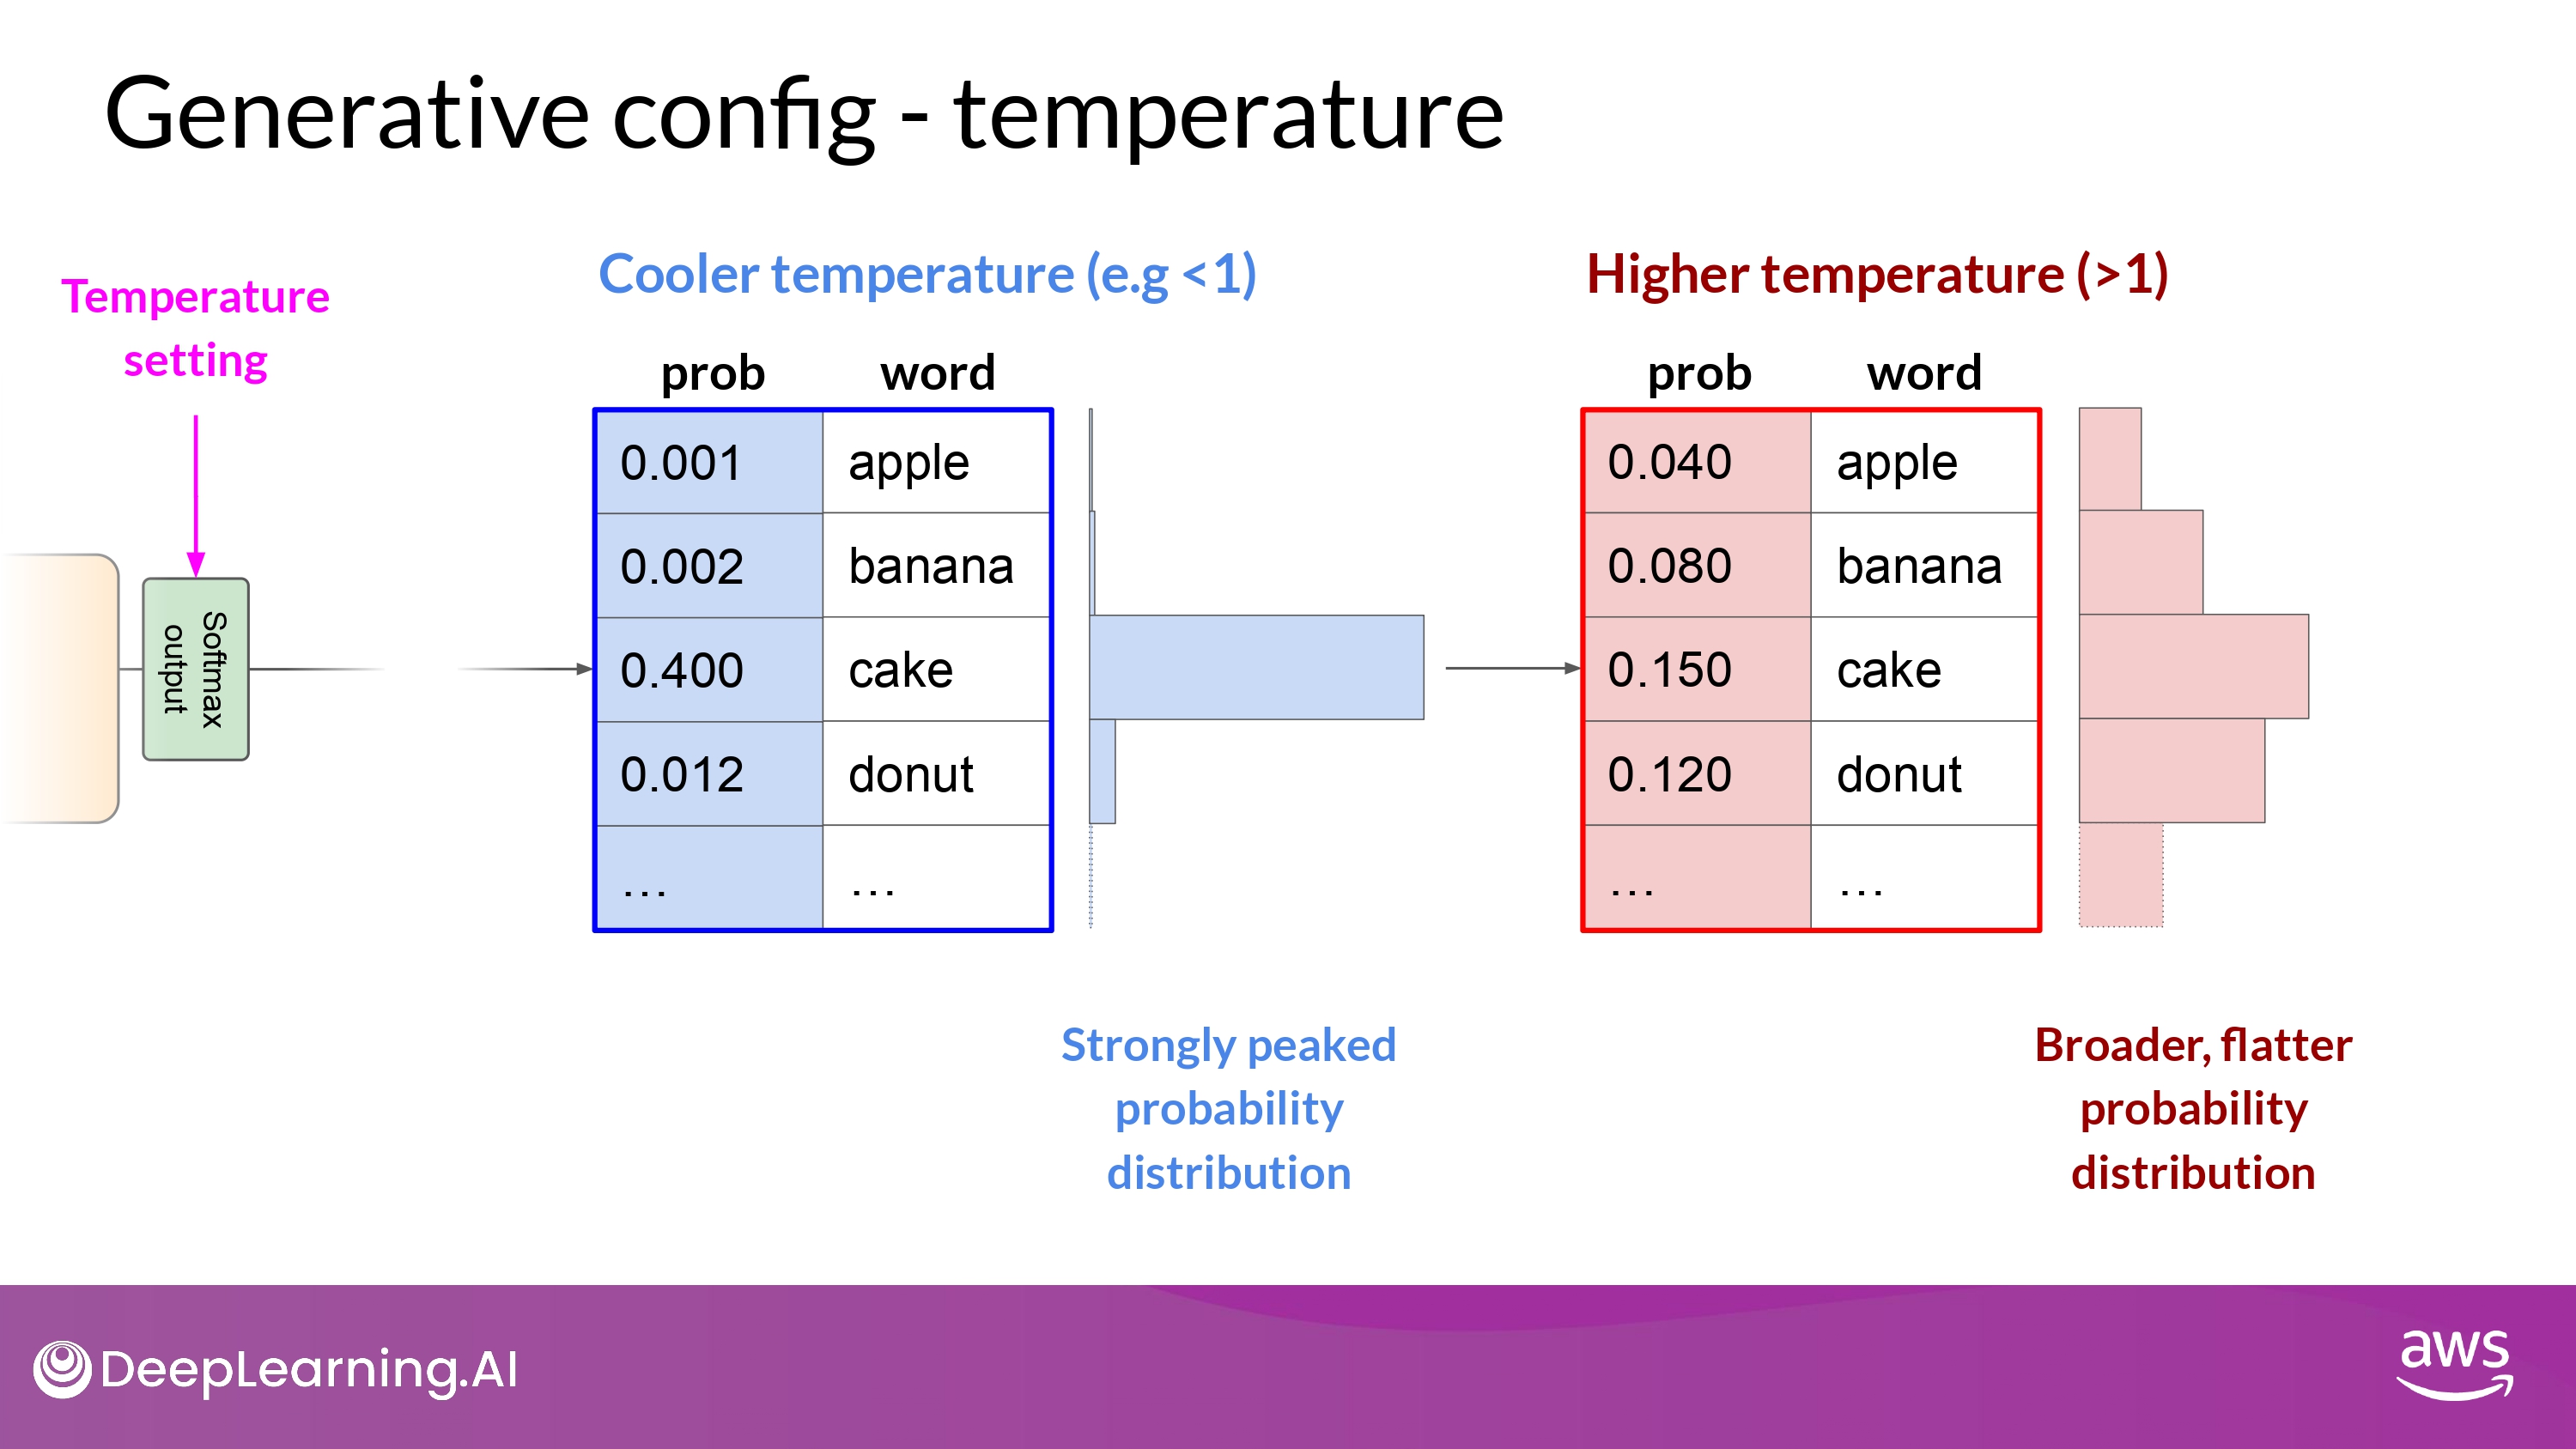 Generative config - temperature
Temperature
setting
Softmax
output
Cooler temperature (e.g <1)
prob word
0.001 apple
0.002 banana
0.400 cake
0.012 donut
... ...
Strongly peaked
probability
distribution
Higher temperature (>1)
prob word
0.040 apple
0.080 banana
0.150 cake
0.120 donut
... ...
Broader, flatter
probability
distribution
DeepLearning.AI
aws